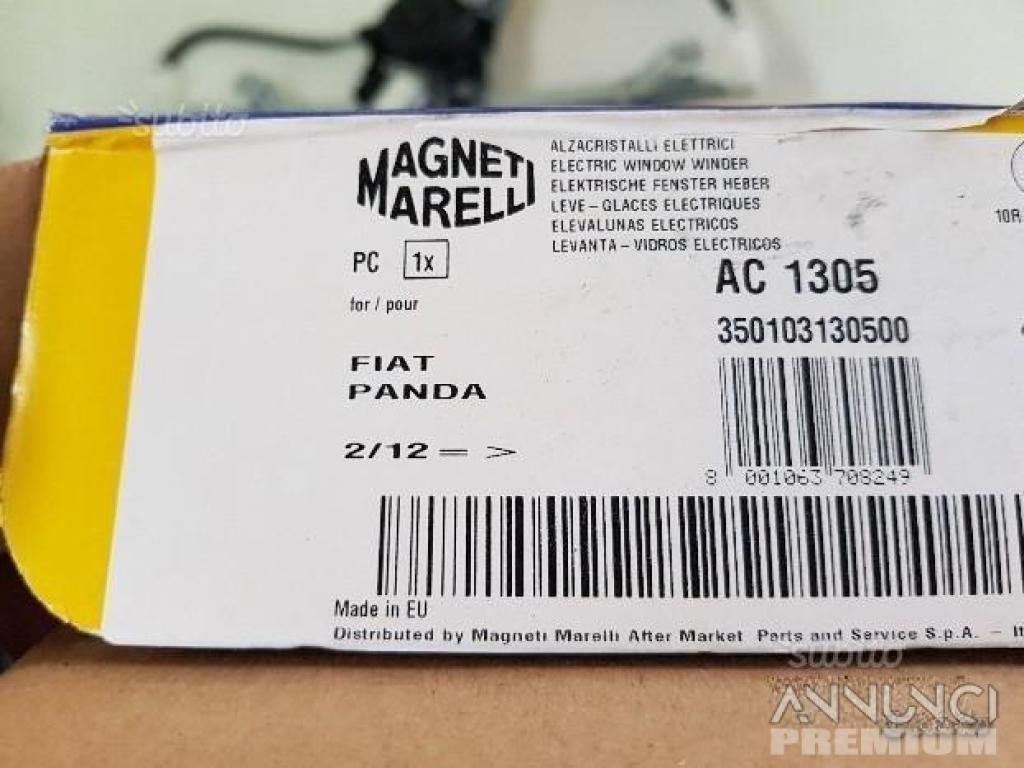 subito
MAGNETI
MARELLI
ALZACRISTALLI ELETTRICI
ELECTRIC WINDOW WINDER
ELEKTRISCHE FENSTER HEBER
LEVE-GLACES ELECTRIQUES
ELEVALUNAS ELECTRICOS
LEVANTA-VIDROS ELECTRICOS
10R
PC 1x
AC 1305
for / pour
350103130500
FIAT
PANDA
2/12 = >
8 001063 708249
Made in EU
Distributed by Magneti Marelli After Market Parts and Service S.p.A. –
subito
ANNUNCI
PREMIUM